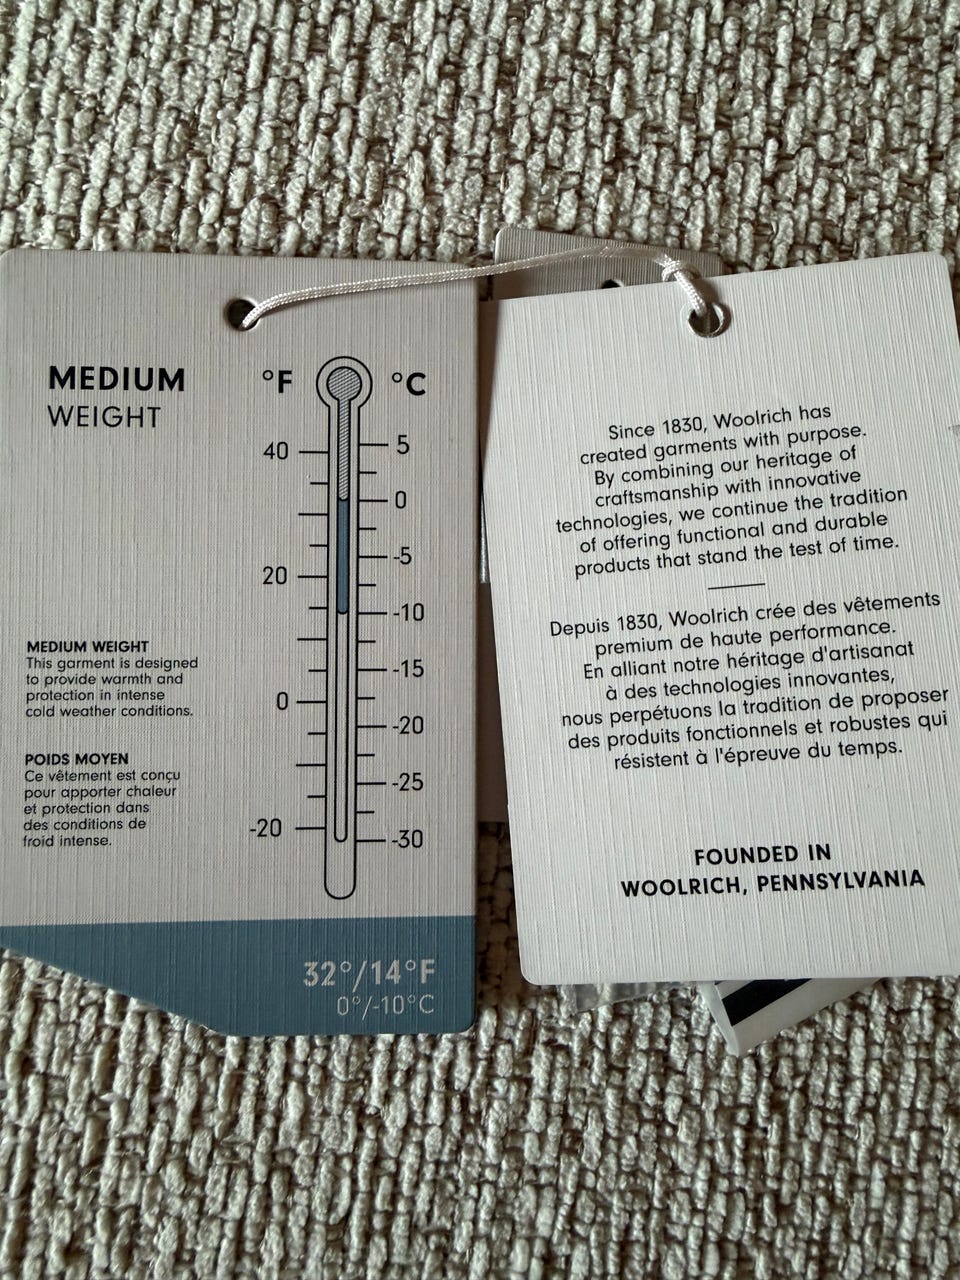 MEDIUM
WEIGHT
°F °C
40
20
0
-20
5
0
-5
-10
-15
-20
-25
-30
MEDIUM WEIGHT
This garment is designed
to provide warmth and
protection in intense
cold weather conditions.
POIDS MOYEN
Ce vêtement est conçu
pour apporter chaleur
et protection dans
des conditions de
froid intense.
32°/14°F
0°/-10°C
Since 1830, Woolrich has
created garments with purpose.
By combining our heritage of
craftsmanship with innovative
technologies, we continue the tradition
of offering functional and durable
products that stand the test of time.
Depuis 1830, Woolrich crée des vêtements
premium de haute performance.
En alliant notre héritage d'artisanat
à des technologies innovantes,
nous perpétuons la tradition de proposer
des produits fonctionnels et robustes qui
résistent à l'épreuve du temps.
FOUNDED IN
WOOLRICH, PENNSYLVANIA